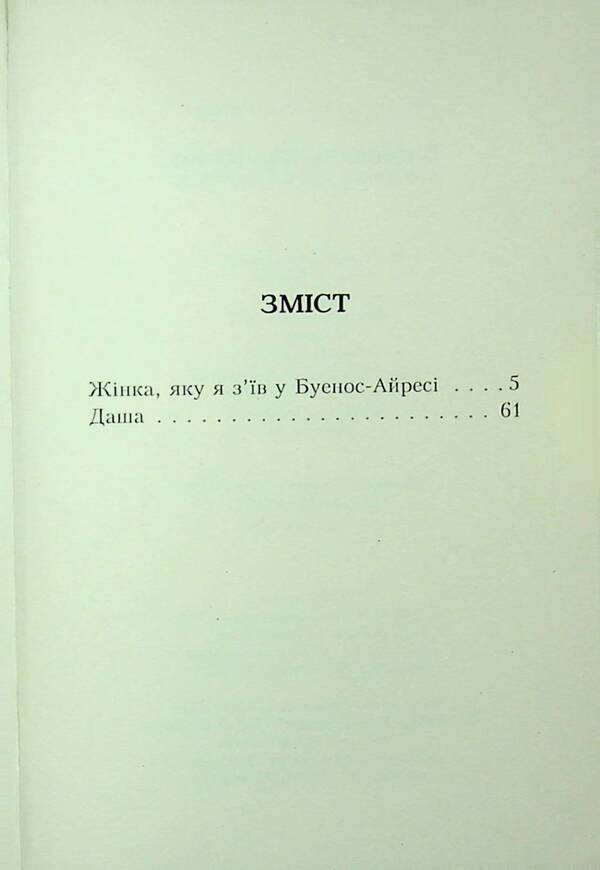 ЗМІСТ
Жінка, яку я з'їв у Буенос-Айресі . . . . 5
Даша . . . . . . . . . . . . . . . . . . . . . . . 61